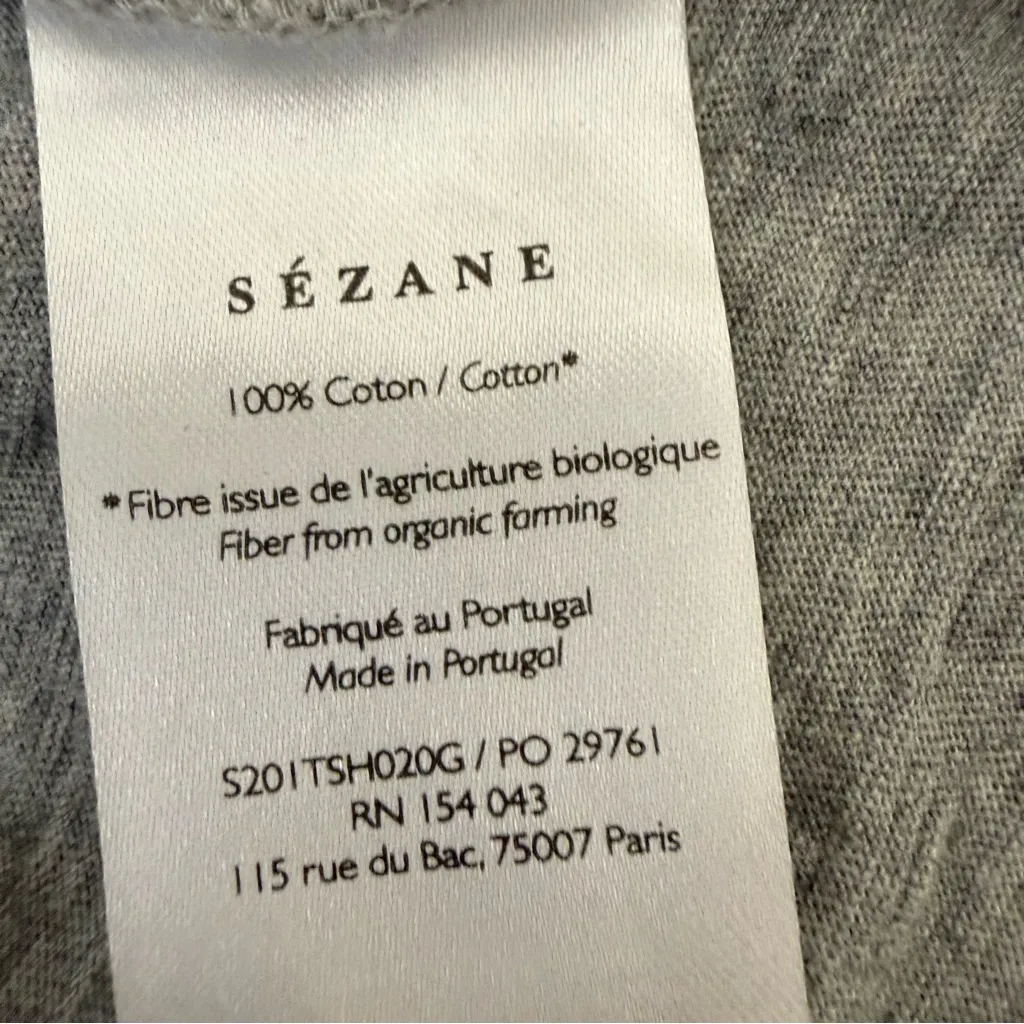 SÉZANE
100% Coton / Cotton*
*Fibre issue de l'agriculture biologique
Fiber from organic farming
Fabriqué au Portugal
Made in Portugal
S201TSH020G / PO 29761
RN 154 043
115 rue du Bac, 75007 Paris